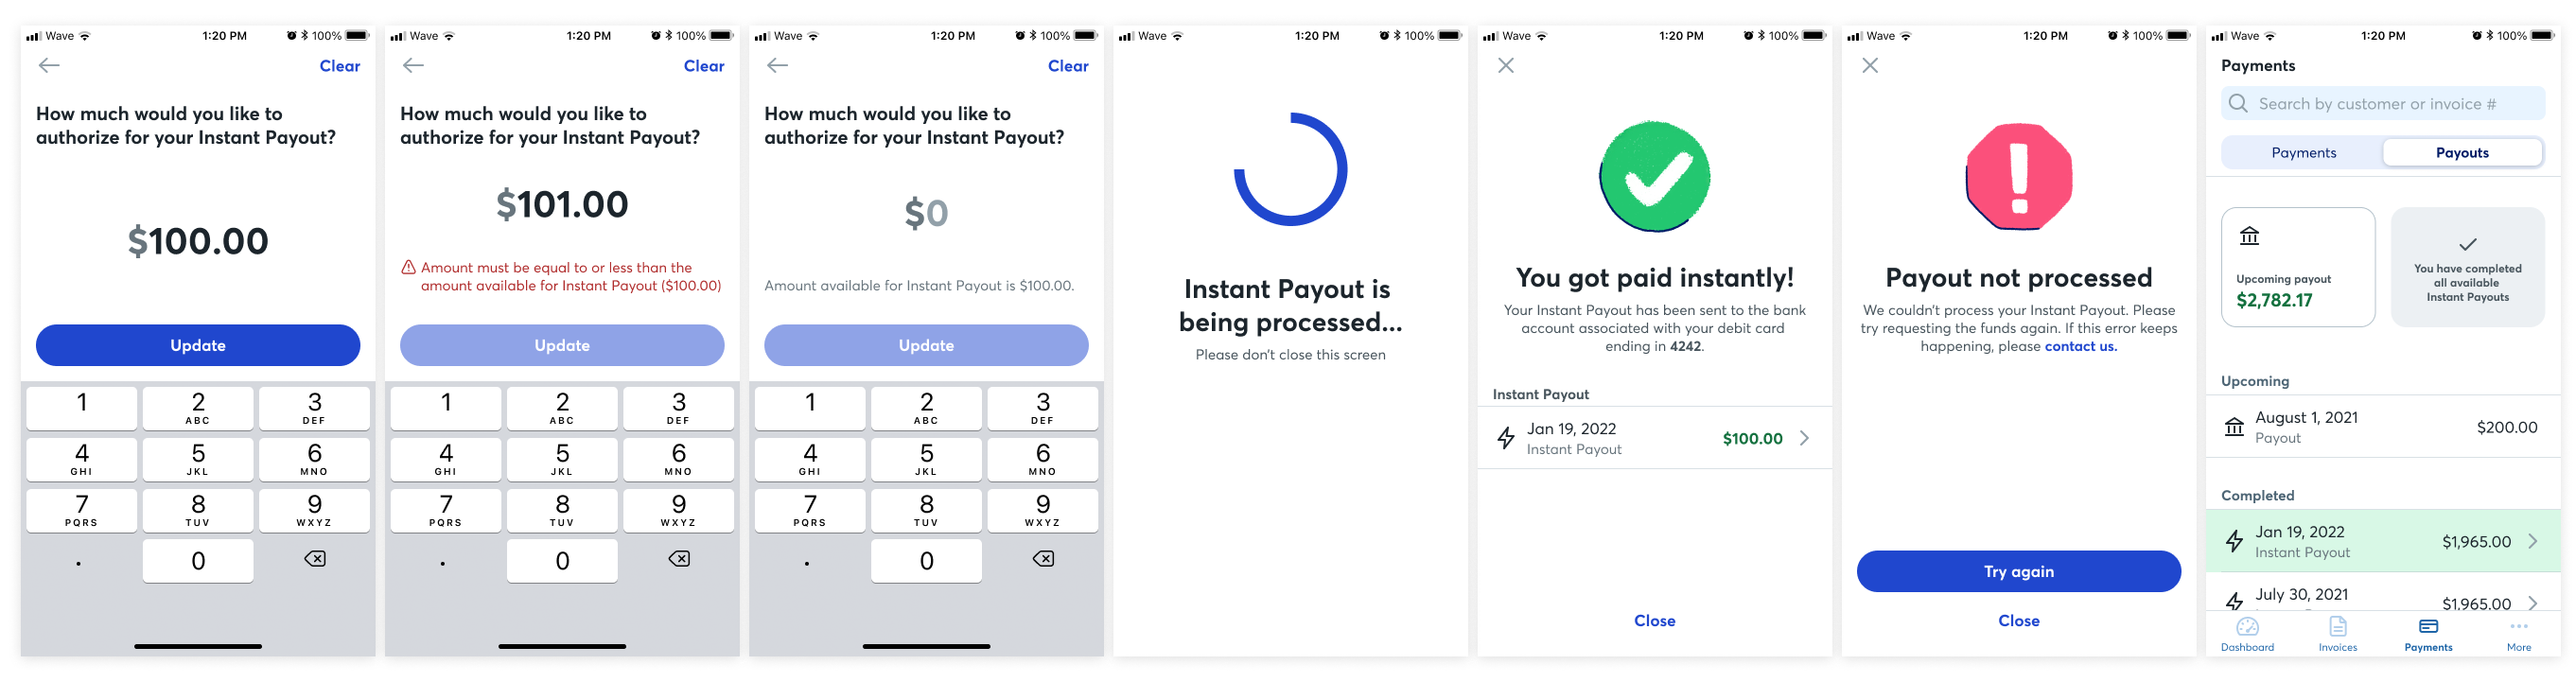 Wave 1:20 PM 100%
Clear
How much would you like to
authorize for your Instant Payout?
$100.00
Update
1 2 3
ABC DEF
4 5 6
GHI JKL MNO
7 8 9
PQRS TUV WXYZ
. 0
Wave 1:20 PM 100%
Clear
How much would you like to
authorize for your Instant Payout?
$101.00
Amount must be equal to or less than the
amount available for Instant Payout ($100.00)
Update
1 2 3
ABC DEF
4 5 6
GHI JKL MNO
7 8 9
PQRS TUV WXYZ
. 0
Wave 1:20 PM 100%
Clear
How much would you like to
authorize for your Instant Payout?
$0
Amount available for Instant Payout is $100.00.
Update
1 2 3
ABC DEF
4 5 6
GHI JKL MNO
7 8 9
PQRS TUV WXYZ
. 0
Wave 1:20 PM 100%
Instant Payout is
being processed...
Please don't close this screen
Wave 1:20 PM 100%
You got paid instantly!
Your Instant Payout has been sent to the bank
account associated with your debit card
ending in 4242.
Instant Payout
Jan 19, 2022
$100.00
Instant Payout
Close
Wave 1:20 PM 100%
Payout not processed
We couldn't process your Instant Payout. Please
try requesting the funds again. If this error keeps
happening, please contact us.
Try again
Close
Wave 1:20 PM 100%
Payments
Search by customer or invoice #
Payments Payouts
Upcoming payout
$2,782.17
You have completed
all available
Instant Payouts
Upcoming
August 1, 2021
$200.00
Payout
Completed
Jan 19, 2022
$1,965.00
Instant Payout
July 30, 2021
$1,965.00
Dashboard Invoices Payments More